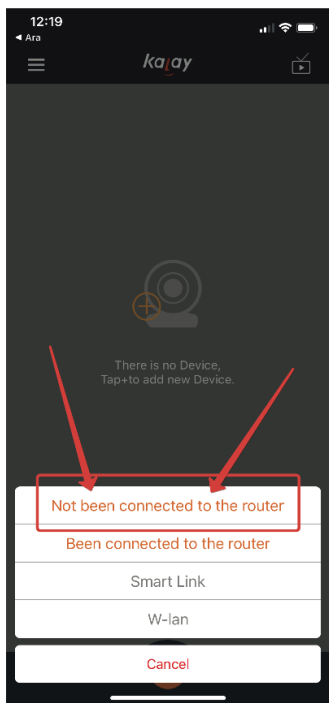 12:19
◀ Ara
kalay
There is no Device,
Tap+to add new Device.
Not been connected to the router
Been connected to the router
Smart Link
W-lan
Cancel